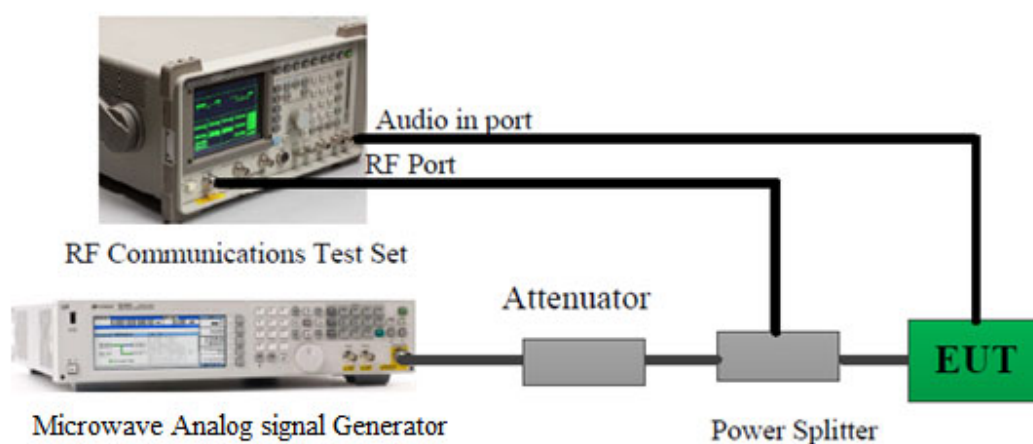 Audio in port
RF Port
RF Communications Test Set
Attenuator
EUT
Microwave Analog signal Generator
Power Splitter